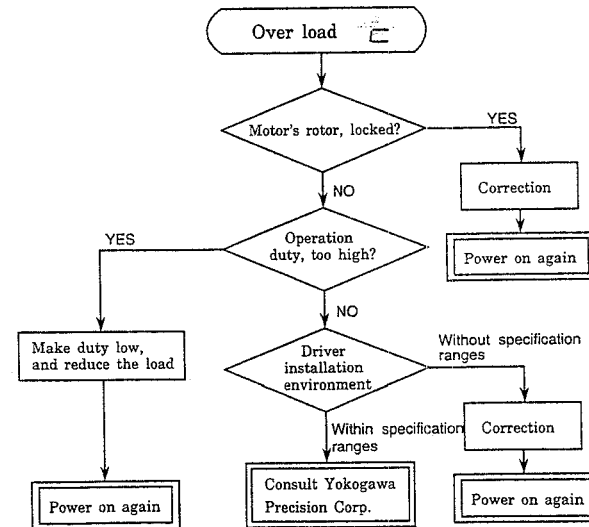 Over load
Motor's rotor, locked?
YES
Correction
Power on again
NO
Operation
duty, too high?
YES
Make duty low,
and reduce the load
Power on again
NO
Driver
installation
environment
Without specification
ranges
Correction
Power on again
Within specification
ranges
Consult Yokogawa
Precision Corp.